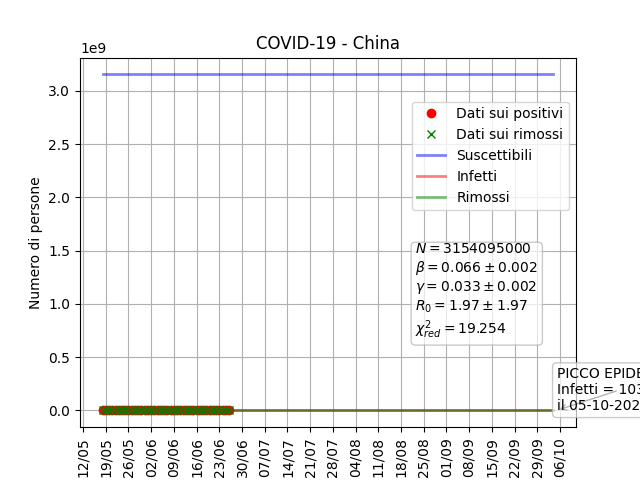 COVID-19 - China
1e9
3.0
2.5
2.0
1.5
1.0
0.5
0.0
Numero di persone
Dati sui positivi
Dati sui rimossi
Suscettibili
Infetti
Rimossi
N = 3154095000
β = 0.066 ± 0.002
γ = 0.033 ± 0.002
R₀ = 1.97 ± 1.97
χ²red = 19.254
PICCO EPIDE
Infetti = 103
il 05-10-202
12/05
19/05
26/05
02/06
09/06
16/06
23/06
30/06
07/07
14/07
21/07
28/07
04/08
11/08
18/08
25/08
01/09
08/09
15/09
22/09
29/09
06/10